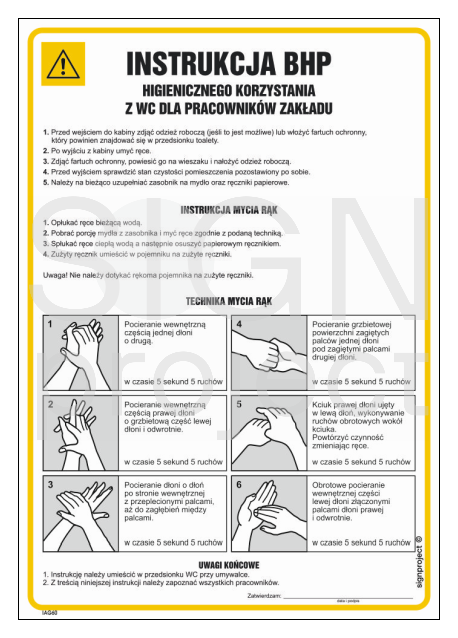 INSTRUKCJA BHP
HIGIENICZNEGO KORZYSTANIA
Z WC DLA PRACOWNIKÓW ZAKŁADU
1. Przed wejściem do kabiny zdjąć odzież roboczą (jeśli to jest możliwe) lub włożyć fartuch ochronny,
który powinien znajdować się w przedsionku toalety.
2. Po wyjściu z kabiny umyć ręce.
3. Zdjąć fartuch ochronny, powiesić go na wieszaku i nałożyć odzież roboczą.
4. Przed wyjściem sprawdzić stan czystości pomieszczenia pozostawiony po sobie.
5. Należy na bieżąco uzupełniać zasobnik na mydło oraz ręczniki papierowe.
INSTRUKCJA MYCIA RĄK
1. Opłukać ręce bieżącą wodą.
2. Pobrać porcję mydła z zasobnika i myć ręce zgodnie z podaną techniką.
3. Spłukać ręce ciepłą wodą a następnie osuszyć papierowym ręcznikiem.
4. Zużyty ręcznik umieścić w pojemniku na zużyte ręczniki.
Uwaga! Nie należy dotykać rękoma pojemnika na zużyte ręczniki.
TECHNIKA MYCIA RĄK
1
Pocieranie wewnętrzną
częścią jednej dłoni
o drugą.
w czasie 5 sekund 5 ruchów
2
Pocieranie wewnętrzną
częścią prawej dłoni
o grzbietową część lewej
dłoni i odwrotnie.
w czasie 5 sekund 5 ruchów
3
Pocieranie dłoni o dłoń
po stronie wewnętrznej
z przeplecionymi palcami,
aż do zagłębień między
palcami.
w czasie 5 sekund 5 ruchów
4
Pocieranie grzbietowej
powierzchni zagiętych
palców jednej dłoni
pod zagiętymi palcami
drugiej dłoni.
w czasie 5 sekund 5 ruchów
5
Kciuk prawej dłoni ujęty
w lewą dłoń, wykonywanie
ruchów obrotowych wokół
kciuka.
Powtórzyć czynność
zmieniając ręce.
w czasie 5 sekund 5 ruchów
6
Obrotowe pocieranie
wewnętrznej części
lewej dłoni złączonymi
palcami dłoni prawej
i odwrotnie.
w czasie 5 sekund 5 ruchów
UWAGI KOŃCOWE
1. Instrukcję należy umieścić w przedsionku WC przy umywalce.
2. Z treścią niniejszej instrukcji należy zapoznać wszystkich pracowników.
Zatwierdzam:
data i podpis
IAG60
signproject ©
SIGN
project